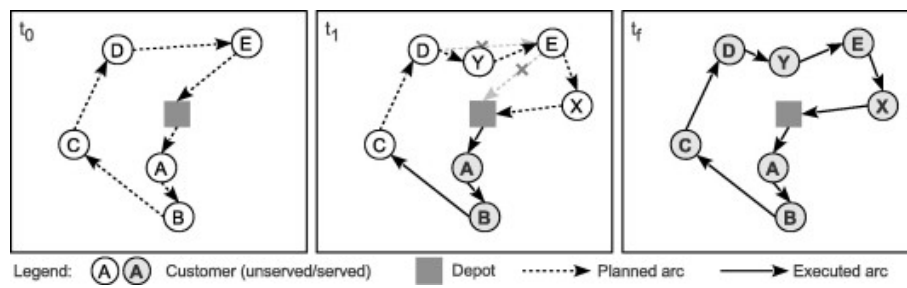 t0
D
E
C
A
B
t1
D
Y
E
X
C
A
B
tf
D
Y
E
X
C
A
B
Legend: A A Customer (unserved/served) Depot Planned arc Executed arc